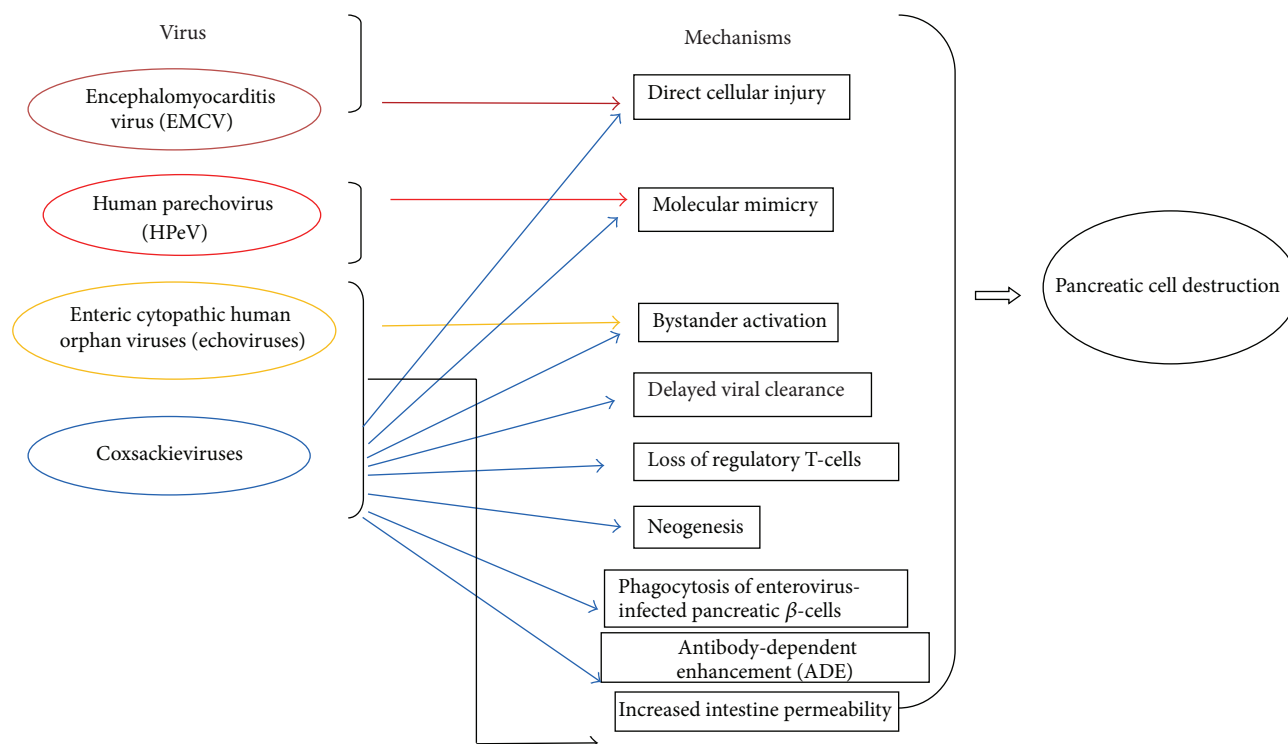 Virus
Encephalomyocarditis
virus (EMCV)
Human parechovirus
(HPeV)
Enteric cytopathic human
orphan viruses (echoviruses)
Coxsackieviruses
Mechanisms
Direct cellular injury
Molecular mimicry
Bystander activation
Delayed viral clearance
Loss of regulatory T-cells
Neogenesis
Phagocytosis of enterovirus-
infected pancreatic β-cells
Antibody-dependent
enhancement (ADE)
Increased intestine permeability
Pancreatic cell destruction